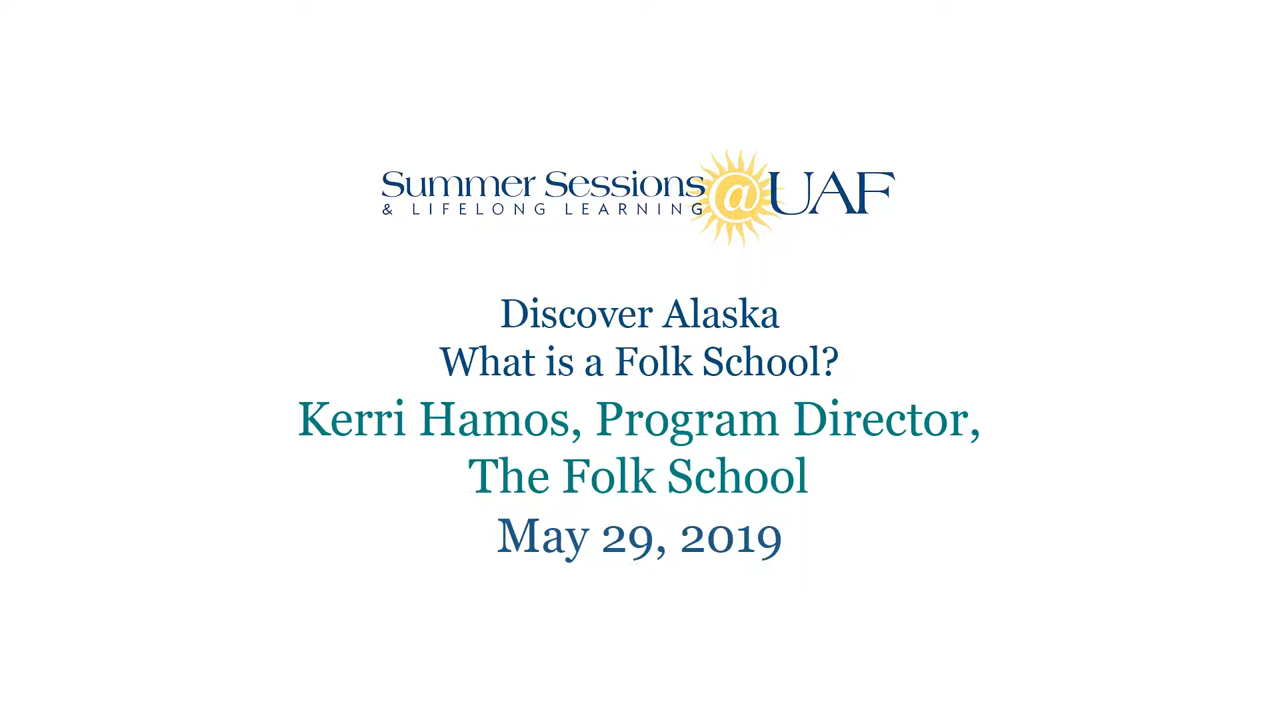 Summer Sessions@UAF
& LIFELONG LEARNING
Discover Alaska
What is a Folk School?
Kerri Hamos, Program Director,
The Folk School
May 29, 2019